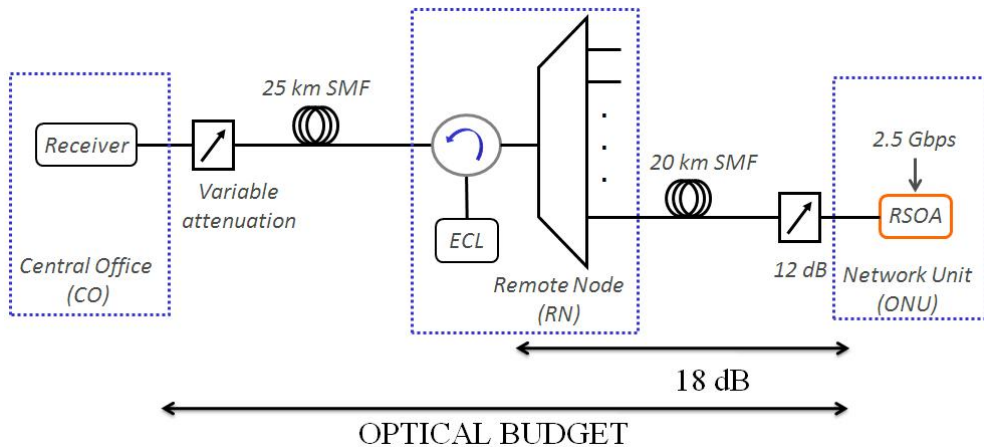 25 km SMF
Receiver
Variable
attenuation
Central Office
(CO)
ECL
Remote Node
(RN)
20 km SMF
12 dB
2.5 Gbps
RSOA
Network Unit
(ONU)
18 dB
OPTICAL BUDGET